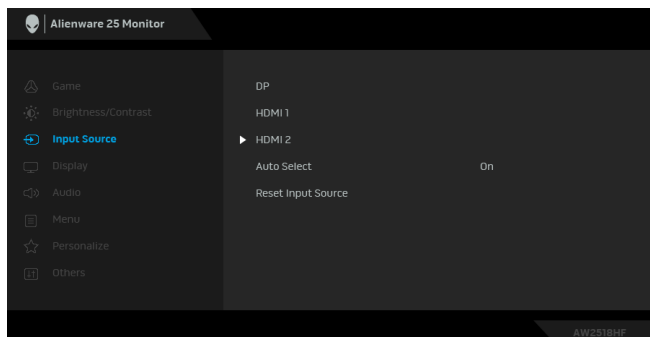 Alienware 25 Monitor
Game
Brightness/Contrast
Input Source
Display
Audio
Menu
Personalize
Others
DP
HDMI 1
HDMI 2
Auto Select On
Reset Input Source
AW2518HF